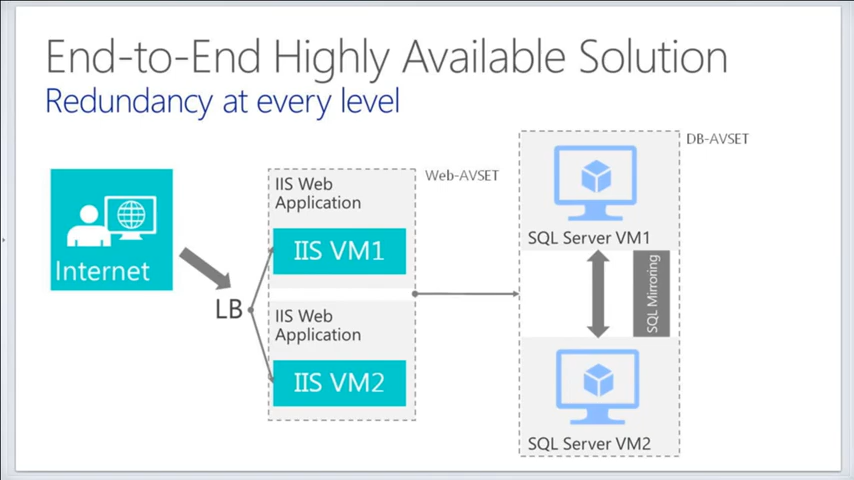 End-to-End Highly Available Solution
Redundancy at every level
Internet
LB
IIS Web
Application
IIS VM1
IIS Web
Application
IIS VM2
Web-AVSET
DB-AVSET
SQL Server VM1
SQL Mirroring
SQL Server VM2